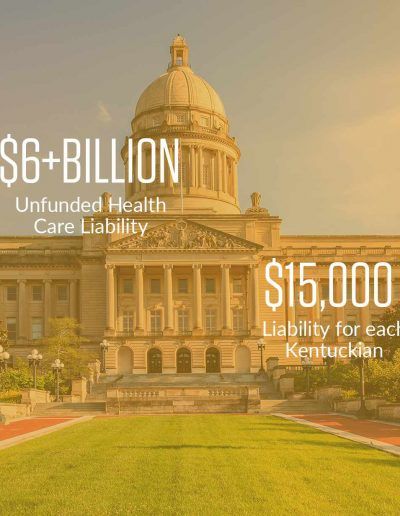 $6+BILLION
Unfunded Health
Care Liability
$15,000
Liability for each
Kentuckian